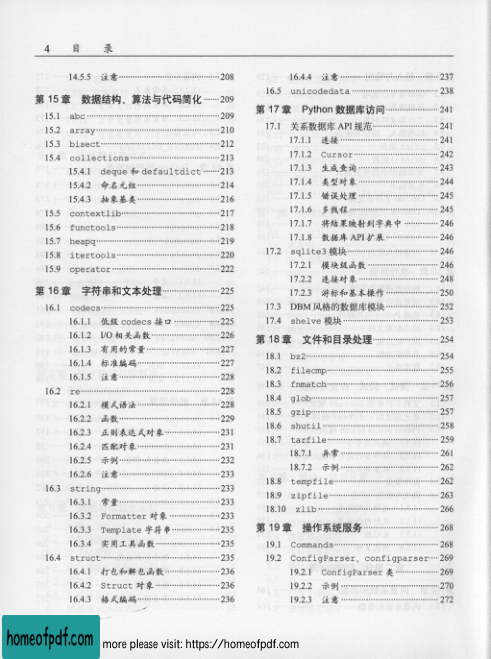 4 目 录
14.5.5 注意 208
第 15 章 数据结构、算法与代码简化 209
15.1 abc 209
15.2 array 210
15.3 bisect 212
15.4 collections 213
15.4.1 deque 和 defaultdict 213
15.4.2 命名元组 214
15.4.3 抽象基类 216
15.5 contextlib 217
15.6 functools 218
15.7 heapq 219
15.8 itertools 220
15.9 operator 222
第 16 章 字符串和文本处理 225
16.1 codecs 225
16.1.1 低级 codecs 接口 225
16.1.2 I/O 相关函数 226
16.1.3 有用的常量 227
16.1.4 标准编码 227
16.1.5 注意 228
16.2 re 228
16.2.1 模式语法 228
16.2.2 函数 229
16.2.3 正则表达式对象 231
16.2.4 匹配对象 231
16.2.5 示例 232
16.2.6 注意 233
16.3 string 233
16.3.1 常量 233
16.3.2 Formatter 对象 233
16.3.3 Template 字符串 235
16.3.4 实用工具函数 235
16.4 struct 235
16.4.1 打包和解包函数 236
16.4.2 Struct 对象 236
16.4.3 格式编码 236
16.4.4 注意 237
16.5 unicodedata 238
第 17 章 Python 数据库访问 241
17.1 关系数据库 API 规范 241
17.1.1 连接 241
17.1.2 Cursor 242
17.1.3 生成查询 243
17.1.4 类型对象 244
17.1.5 错误处理 245
17.1.6 多线程 245
17.1.7 将结果映射到字典中 246
17.1.8 数据库 API 扩展 246
17.2 sqlite3 模块 246
17.2.1 模块级函数 246
17.2.2 连接对象 248
17.2.3 游标和基本操作 250
17.3 DBM 风格的数据库模块 252
17.4 shelve 模块 253
第 18 章 文件和目录处理 254
18.1 bz2 254
18.2 filecmp 255
18.3 fnmatch 256
18.4 glob 257
18.5 gzip 257
18.6 shutil 258
18.7 tarfile 259
18.7.1 异常 261
18.7.2 示例 262
18.8 tempfile 262
18.9 zipfile 263
18.10 zlib 266
第 19 章 操作系统服务 268
19.1 Commands 268
19.2 ConfigParser、configparser 269
19.2.1 ConfigParser 类 269
19.2.2 示例 270
19.2.3 注意 272
homeofpdf.com
more please visit: https://homeofpdf.com